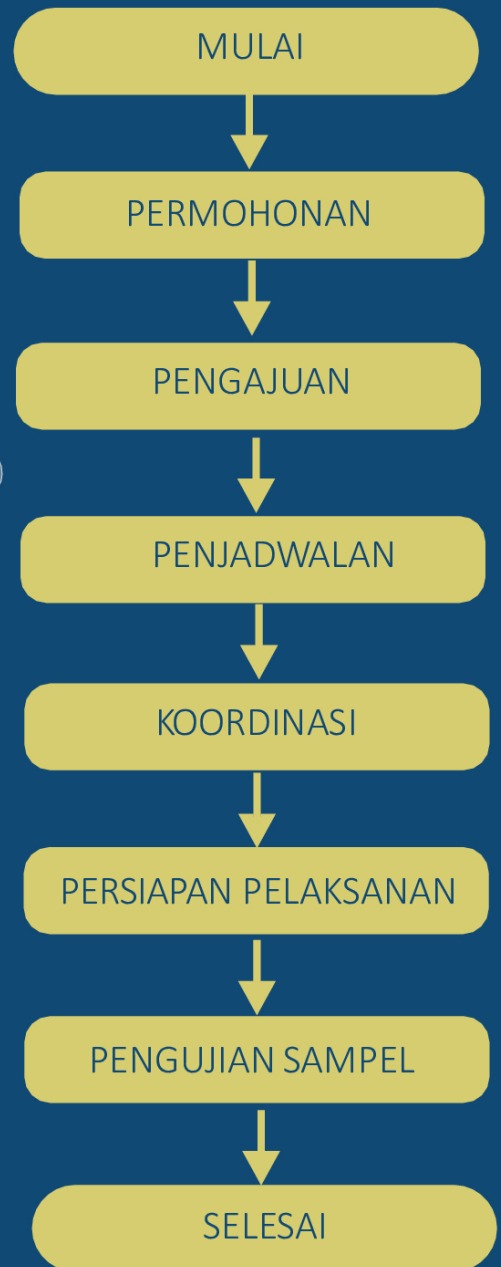 MULAI
PERMOHONAN
PENGAJUAN
PENJADWALAN
KOORDINASI
PERSIAPAN PELAKSANAN
PENGUJIAN SAMPEL
SELESAI